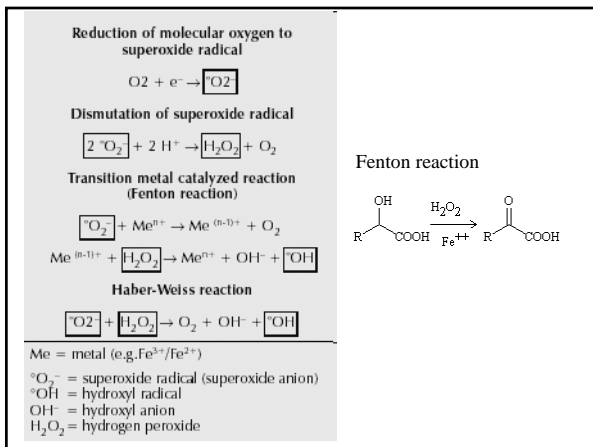 Reduction of molecular oxygen to
superoxide radical
O2 + e⁻ → °O2⁻
Dismutation of superoxide radical
2 °O₂⁻ + 2 H⁺ → H₂O₂ + O₂
Transition metal catalyzed reaction
(Fenton reaction)
°O₂⁻ + Meⁿ⁺ → Me ⁽ⁿ⁻¹⁾⁺ + O₂
Me ⁽ⁿ⁻¹⁾⁺ + H₂O₂ → Meⁿ⁺ + OH⁻ + °OH
Haber-Weiss reaction
°O2⁻ + H₂O₂ → O₂ + OH⁻ + °OH
Me = metal (e.g.Fe³⁺/Fe²⁺)
°O₂⁻ = superoxide radical (superoxide anion)
°OH = hydroxyl radical
OH⁻ = hydroxyl anion
H₂O₂ = hydrogen peroxide
Fenton reaction
OH
R COOH
H₂O₂
Fe⁺⁺
O
R COOH